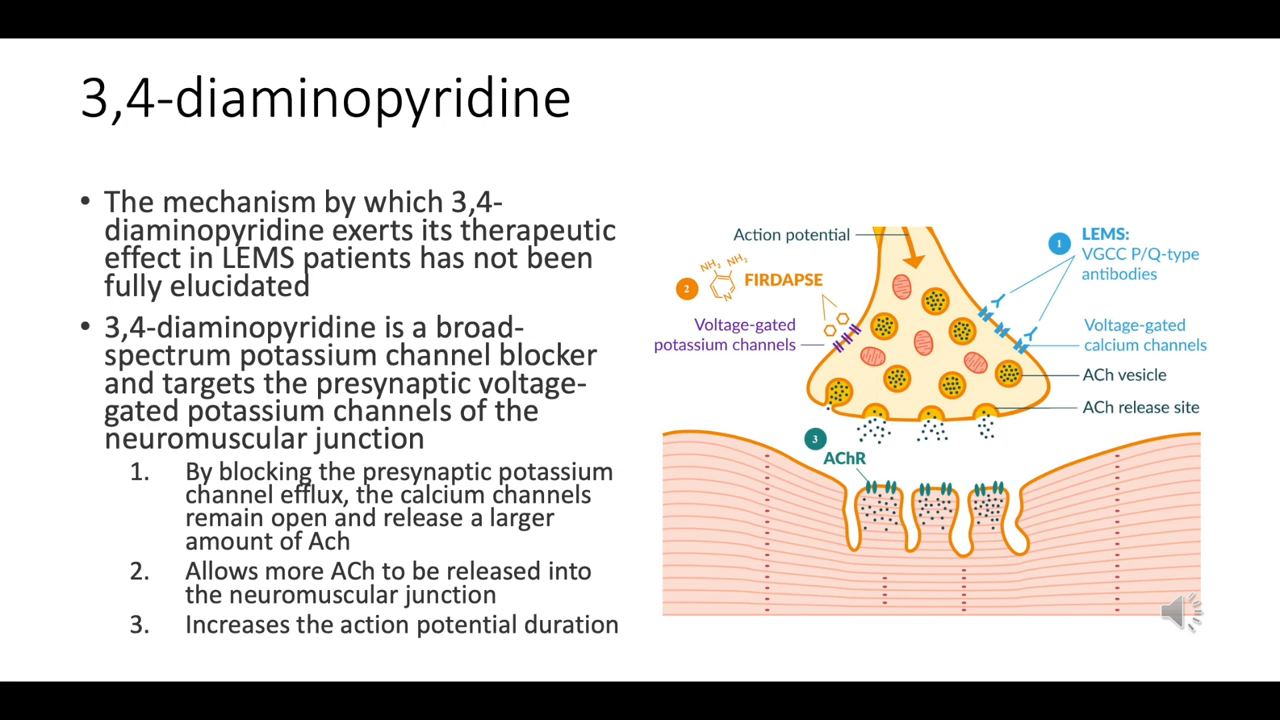 3,4-diaminopyridine
• The mechanism by which 3,4-
diaminopyridine exerts its therapeutic
effect in LEMS patients has not been
fully elucidated
• 3,4-diaminopyridine is a broad-
spectrum potassium channel blocker
and targets the presynaptic voltage-
gated potassium channels of the
neuromuscular junction
1. By blocking the presynaptic potassium
channel efflux, the calcium channels
remain open and release a larger
amount of Ach
2. Allows more ACh to be released into
the neuromuscular junction
3. Increases the action potential duration
Action potential
2
NH₂
NH₂
N
FIRDAPSE
Voltage-gated
potassium channels
1
LEMS:
VGCC P/Q-type
antibodies
Voltage-gated
calcium channels
ACh vesicle
ACh release site
3
AChR